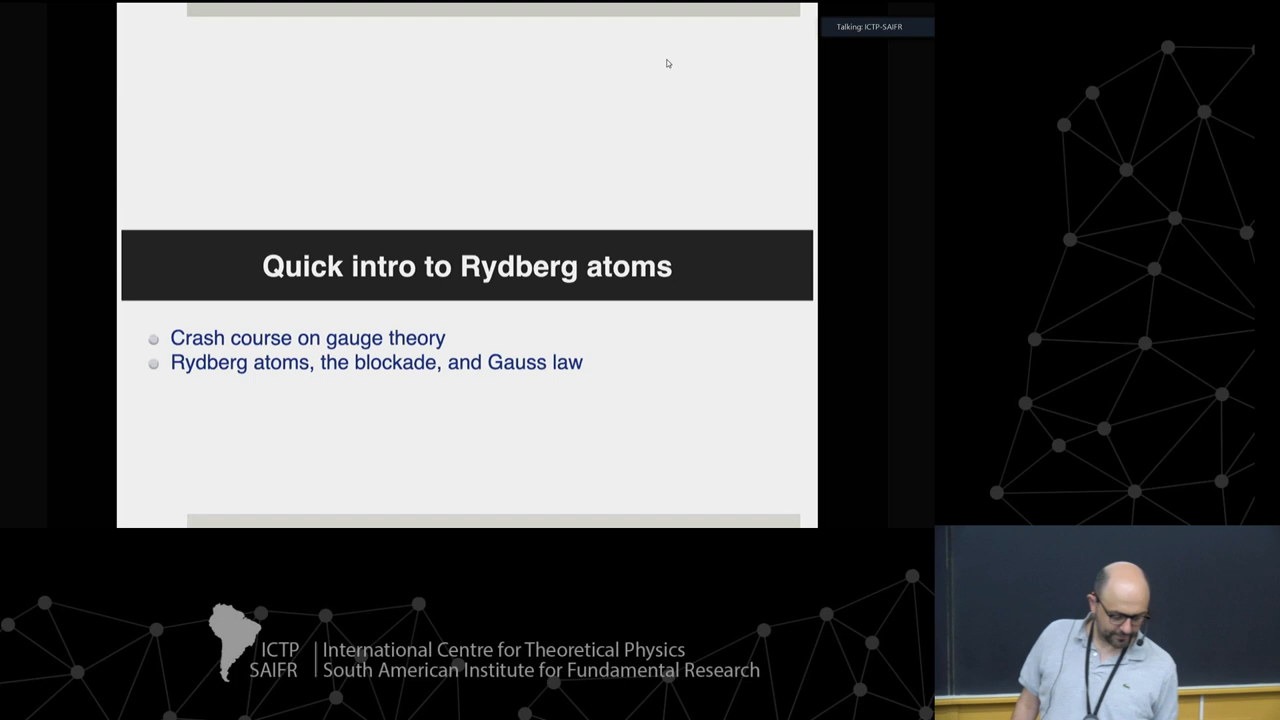 Talking: ICTP-SAIFR
Quick intro to Rydberg atoms
Crash course on gauge theory
Rydberg atoms, the blockade, and Gauss law
ICTP
SAIFR
International Centre for Theoretical Physics
South American Institute for Fundamental Research